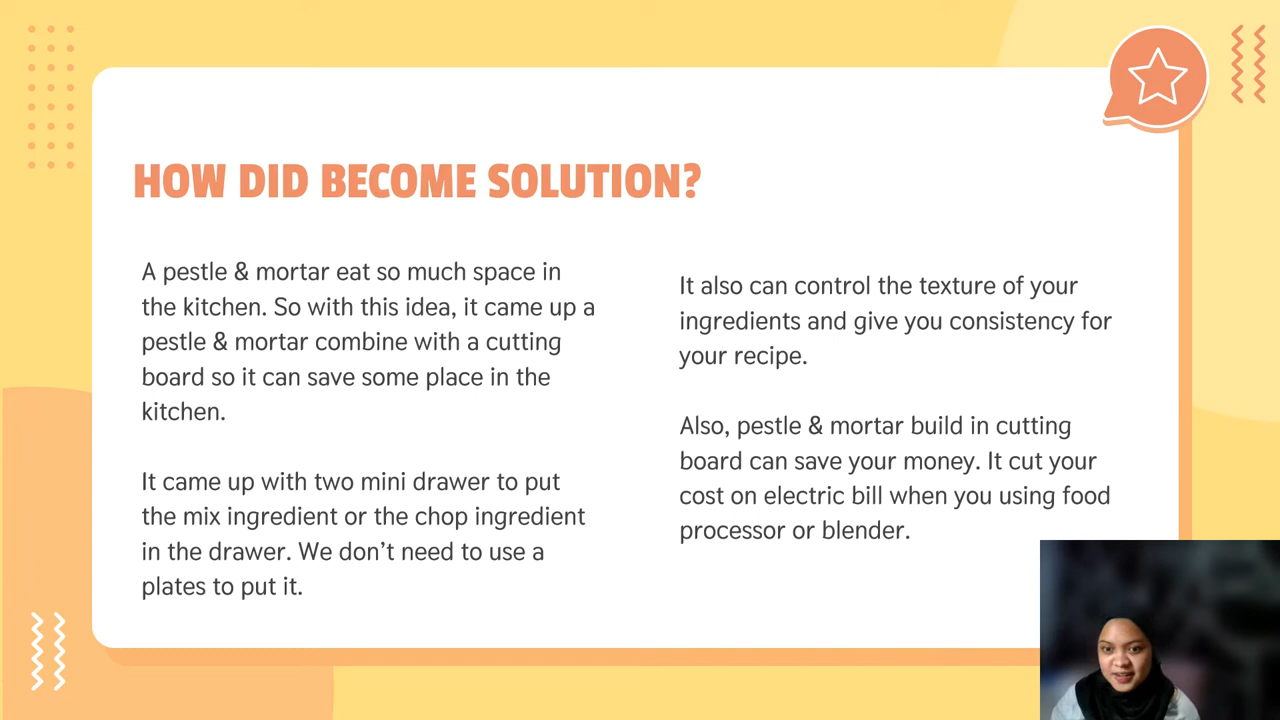 HOW DID BECOME SOLUTION?
A pestle & mortar eat so much space in
the kitchen. So with this idea, it came up a
pestle & mortar combine with a cutting
board so it can save some place in the
kitchen.
It came up with two mini drawer to put
the mix ingredient or the chop ingredient
in the drawer. We don’t need to use a
plates to put it.
It also can control the texture of your
ingredients and give you consistency for
your recipe.
Also, pestle & mortar build in cutting
board can save your money. It cut your
cost on electric bill when you using food
processor or blender.